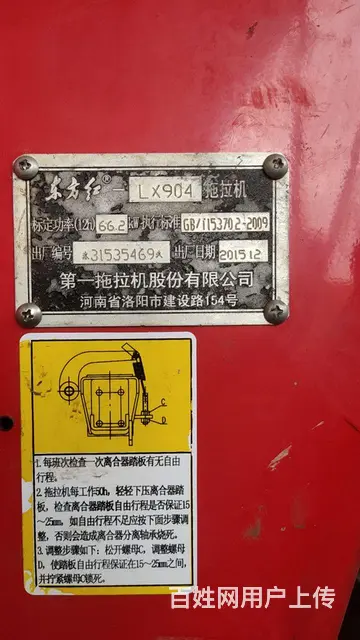 东方红-LX904 拖拉机
标定功率(12h) 66.2 kW 执行标准 GB/T15370.2-2009
出厂编号 *31535469* 出厂日期 201512
第一拖拉机股份有限公司
河南省洛阳市建设路154号
C
D
1.每班次检查一次离合器踏板有无自由
行程。
2.拖拉机每工作50h,轻轻下压离合器踏
板,检查离合器踏板自由行程是否保证15
~25mm,如自由行程不足应按下面步骤调
整,否则会造成离合器分离轴承烧死。
3.调整步骤如下:松开螺母C,调整螺母
D,使踏板自由行程保证在15~25mm之间,
并拧紧螺母C锁死。
百姓网用户上传